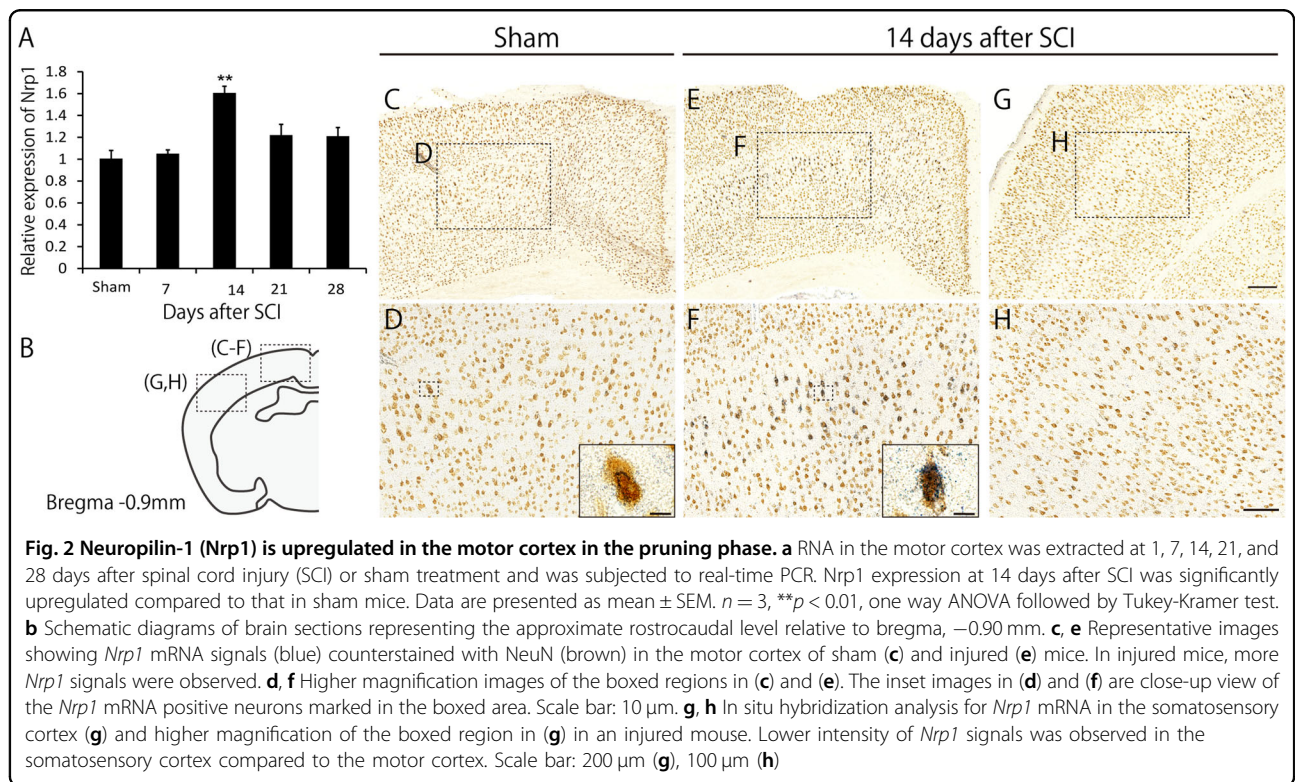 Sham
14 days after SCI
A
Relative expression of Nrp1
1.8
1.6
1.4
1.2
1
0.8
0.6
0.4
0.2
0
**
Sham
7
14
21
28
Days after SCI
B
(C-F)
(G,H)
Bregma -0.9mm
C
D
E
F
G
H
D
F
H
Fig. 2 Neuropilin-1 (Nrp1) is upregulated in the motor cortex in the pruning phase. a RNA in the motor cortex was extracted at 1, 7, 14, 21, and
28 days after spinal cord injury (SCI) or sham treatment and was subjected to real-time PCR. Nrp1 expression at 14 days after SCI was significantly
upregulated compared to that in sham mice. Data are presented as mean ± SEM. n = 3, **p < 0.01, one way ANOVA followed by Tukey-Kramer test.
b Schematic diagrams of brain sections representing the approximate rostrocaudal level relative to bregma, −0.90 mm. c, e Representative images
showing Nrp1 mRNA signals (blue) counterstained with NeuN (brown) in the motor cortex of sham (c) and injured (e) mice. In injured mice, more
Nrp1 signals were observed. d, f Higher magnification images of the boxed regions in (c) and (e). The inset images in (d) and (f) are close-up view of
the Nrp1 mRNA positive neurons marked in the boxed area. Scale bar: 10 μm. g, h In situ hybridization analysis for Nrp1 mRNA in the somatosensory
cortex (g) and higher magnification of the boxed region in (g) in an injured mouse. Lower intensity of Nrp1 signals was observed in the
somatosensory cortex compared to the motor cortex. Scale bar: 200 μm (g), 100 μm (h)